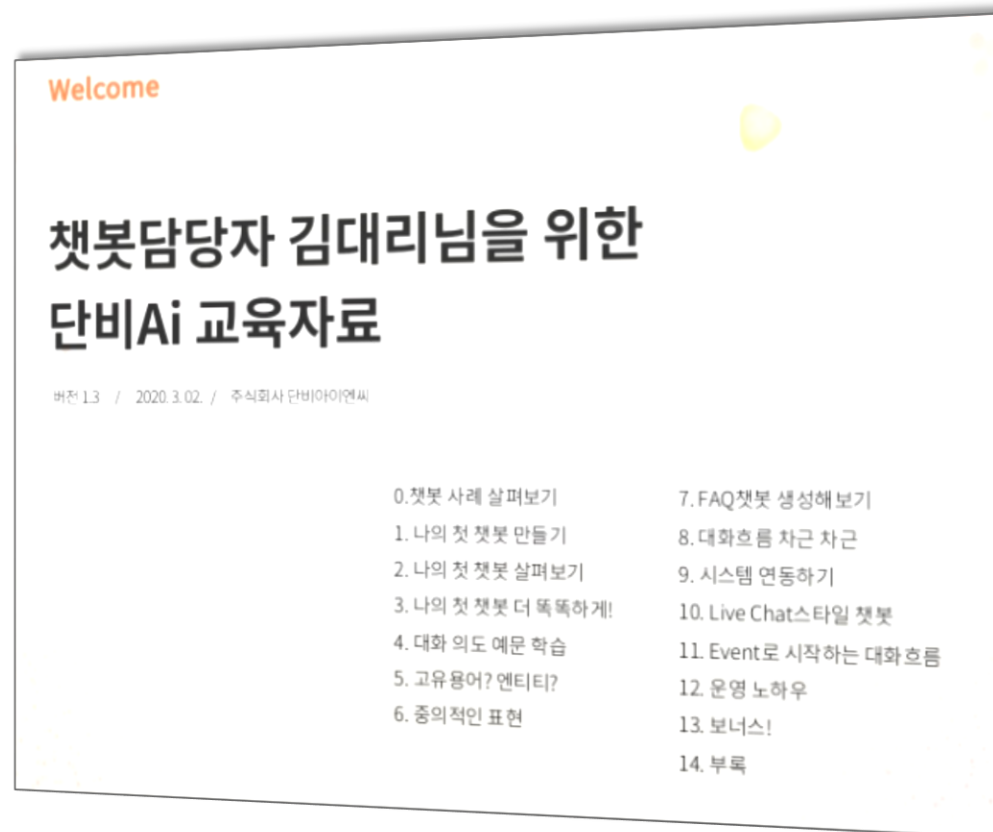 Welcome
챗봇담당자 김대리님을 위한
단비Ai 교육자료
버전 1.3 / 2020. 3. 02. / 주식회사 단비아이엔씨
0.챗봇 사례 살펴보기
1. 나의 첫 챗봇 만들기
2. 나의 첫 챗봇 살펴보기
3. 나의 첫 챗봇 더 똑똑하게!
4. 대화 의도 예문 학습
5. 고유용어? 엔티티?
6. 중의적인 표현
7. FAQ챗봇 생성해보기
8. 대화흐름 차근 차근
9. 시스템 연동하기
10. Live Chat스타일 챗봇
11. Event로 시작하는 대화흐름
12. 운영 노하우
13. 보너스!
14. 부록